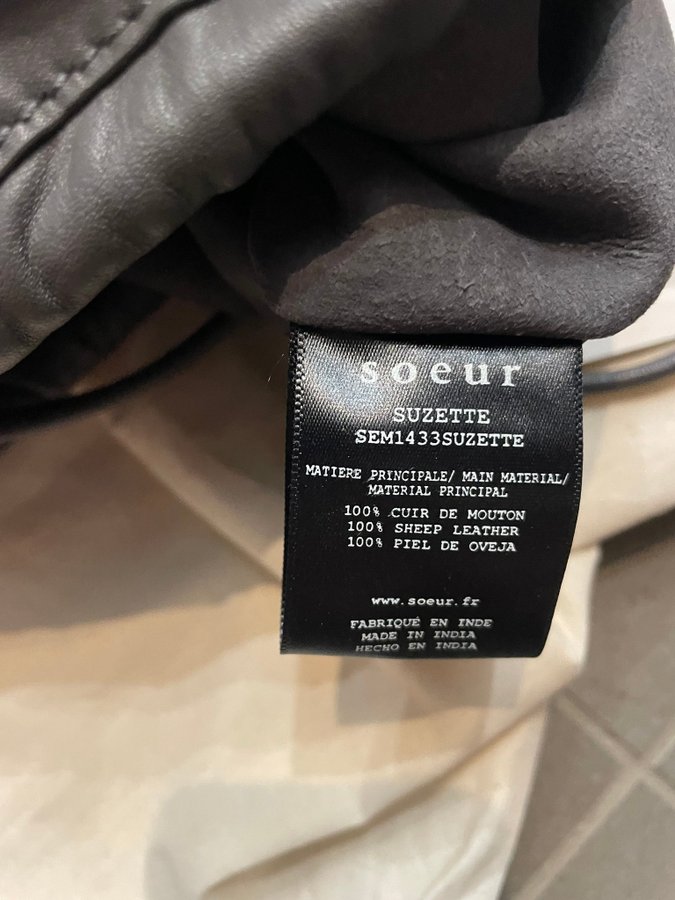 soeur
SUZETTE
SEM1433SUZETTE
MATIERE PRINCIPALE/ MAIN MATERIAL/
MATERIAL PRINCIPAL
100% CUIR DE MOUTON
100% SHEEP LEATHER
100% PIEL DE OVEJA
www.soeur.fr
FABRIQUÉ EN INDE
MADE IN INDIA
HECHO EN INDIA